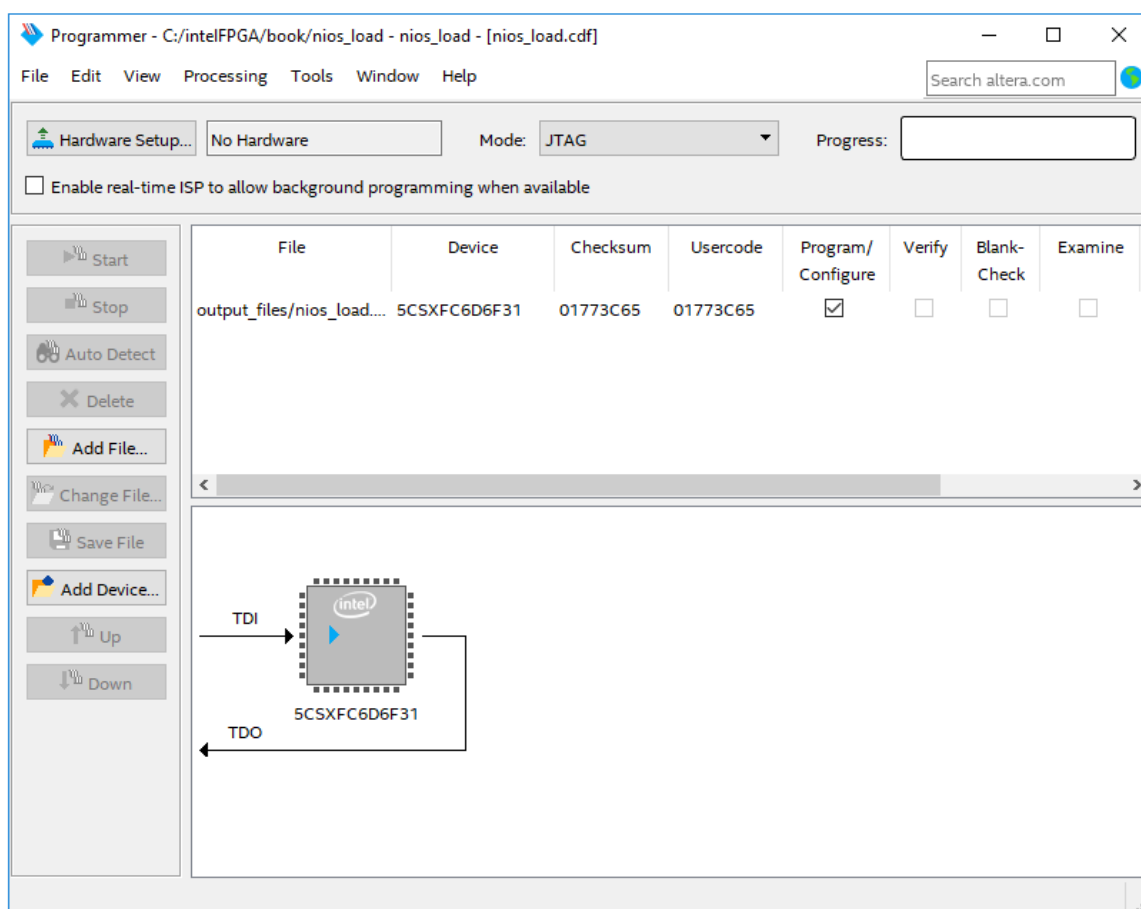 Programmer - C:/intelFPGA/book/nios_load - nios_load - [nios_load.cdf]
File Edit View Processing Tools Window Help
Search altera.com
Hardware Setup... No Hardware Mode: JTAG Progress:
Enable real-time ISP to allow background programming when available
Start
Stop
Auto Detect
Delete
Add File...
Change File...
Save File
Add Device...
Up
Down
File Device Checksum Usercode Program/ Verify Blank- Examine
Configure Check
output_files/nios_load.... 5CSXFC6D6F31 01773C65 01773C65
intel
TDI
5CSXFC6D6F31
TDO